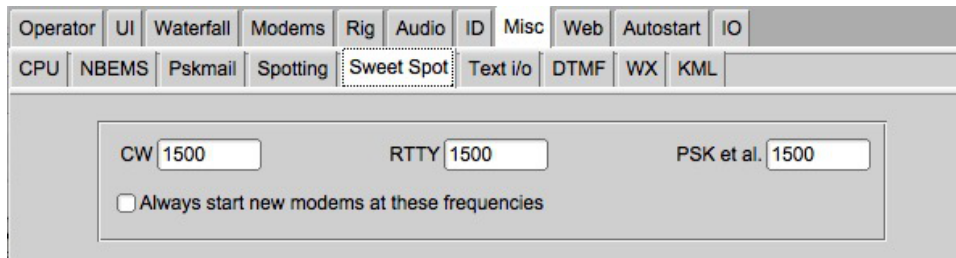 Operator UI Waterfall Modems Rig Audio ID Misc Web Autostart IO
CPU NBEMS Pskmail Spotting Sweet Spot Text i/o DTMF WX KML
CW 1500 RTTY 1500 PSK et al. 1500
Always start new modems at these frequencies